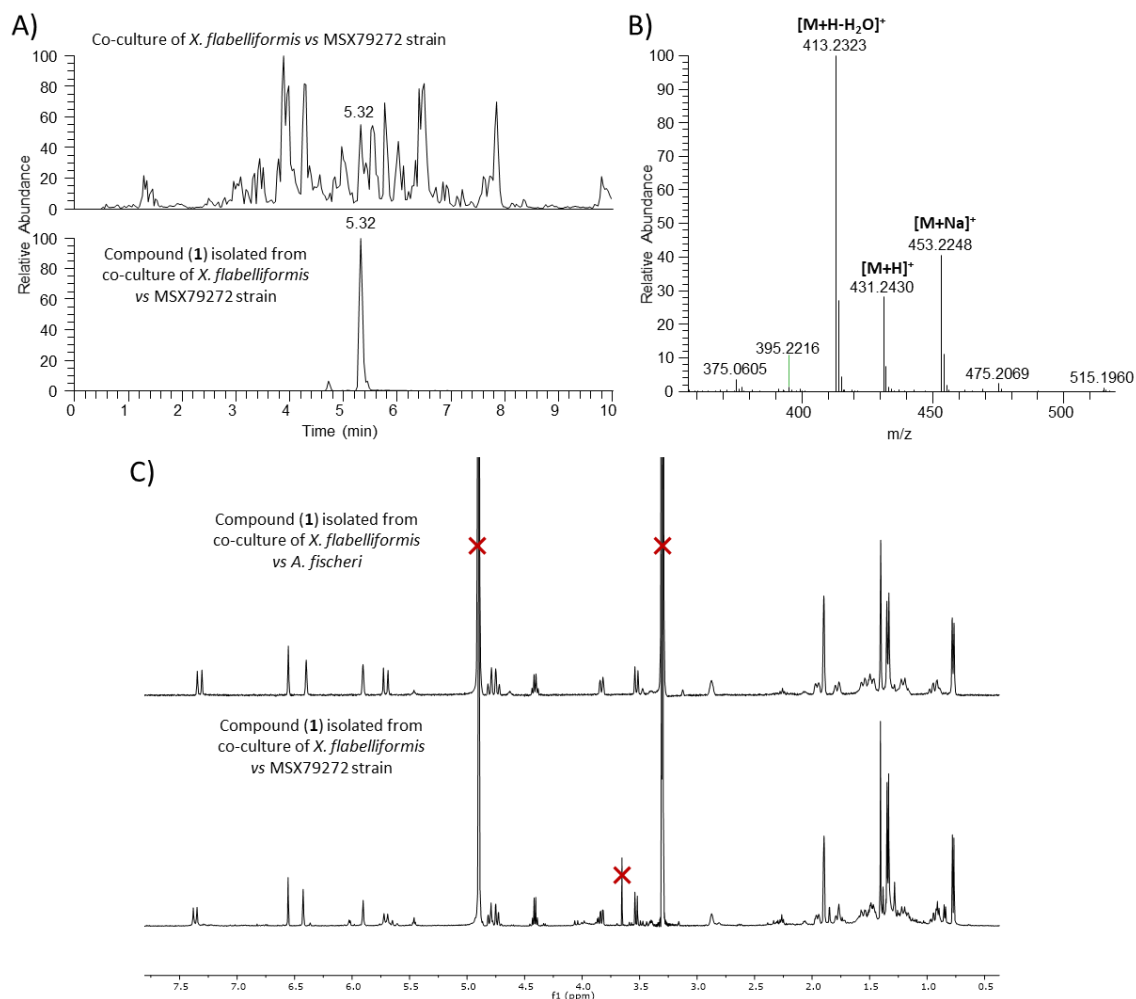 A)
Co-culture of X. flabelliformis vs MSX79272 strain
100
80
60
40
20
0
5.32
Relative Abundance
5.32
100
80
60
40
20
0
Compound (1) isolated from
co-culture of X. flabelliformis
vs MSX79272 strain
0 1 2 3 4 5 6 7 8 9 10
Time (min)
B)
[M+H-H₂O]⁺
413.2323
100
90
80
70
60
50
40
30
20
10
0
Relative Abundance
[M+Na]⁺
453.2248
[M+H]⁺
431.2430
395.2216
375.0605
475.2069
515.1960
400 450 500
m/z
C)
Compound (1) isolated from
co-culture of X. flabelliformis
vs A. fischeri
Compound (1) isolated from
co-culture of X. flabelliformis
vs MSX79272 strain
7.5 7.0 6.5 6.0 5.5 5.0 4.5 4.0 3.5 3.0 2.5 2.0 1.5 1.0 0.5
f1 (ppm)